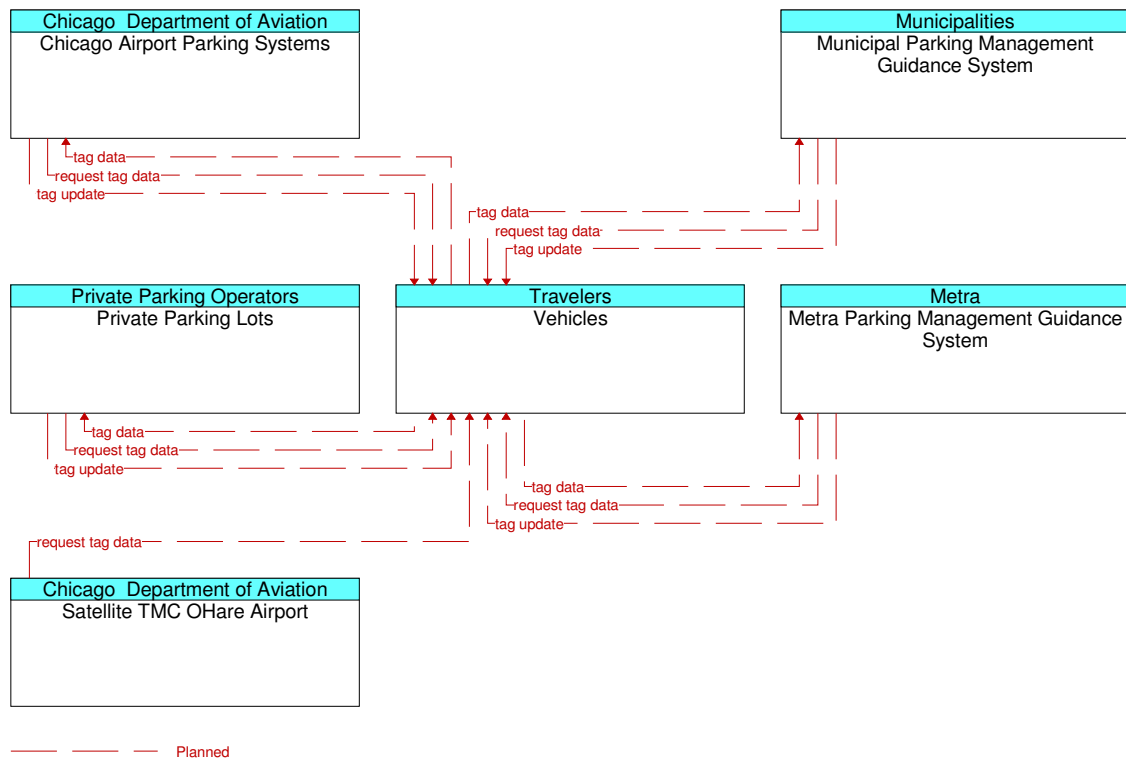 Chicago  Department of Aviation
Chicago Airport Parking Systems
Municipalities
Municipal Parking Management
Guidance System
tag data
request tag data
tag update
tag data
request tag data
tag update
Private Parking Operators
Private Parking Lots
Travelers
Vehicles
Metra
Metra Parking Management Guidance
System
tag data
request tag data
tag update
tag data
request tag data
tag update
request tag data
Chicago  Department of Aviation
Satellite TMC OHare Airport
Planned